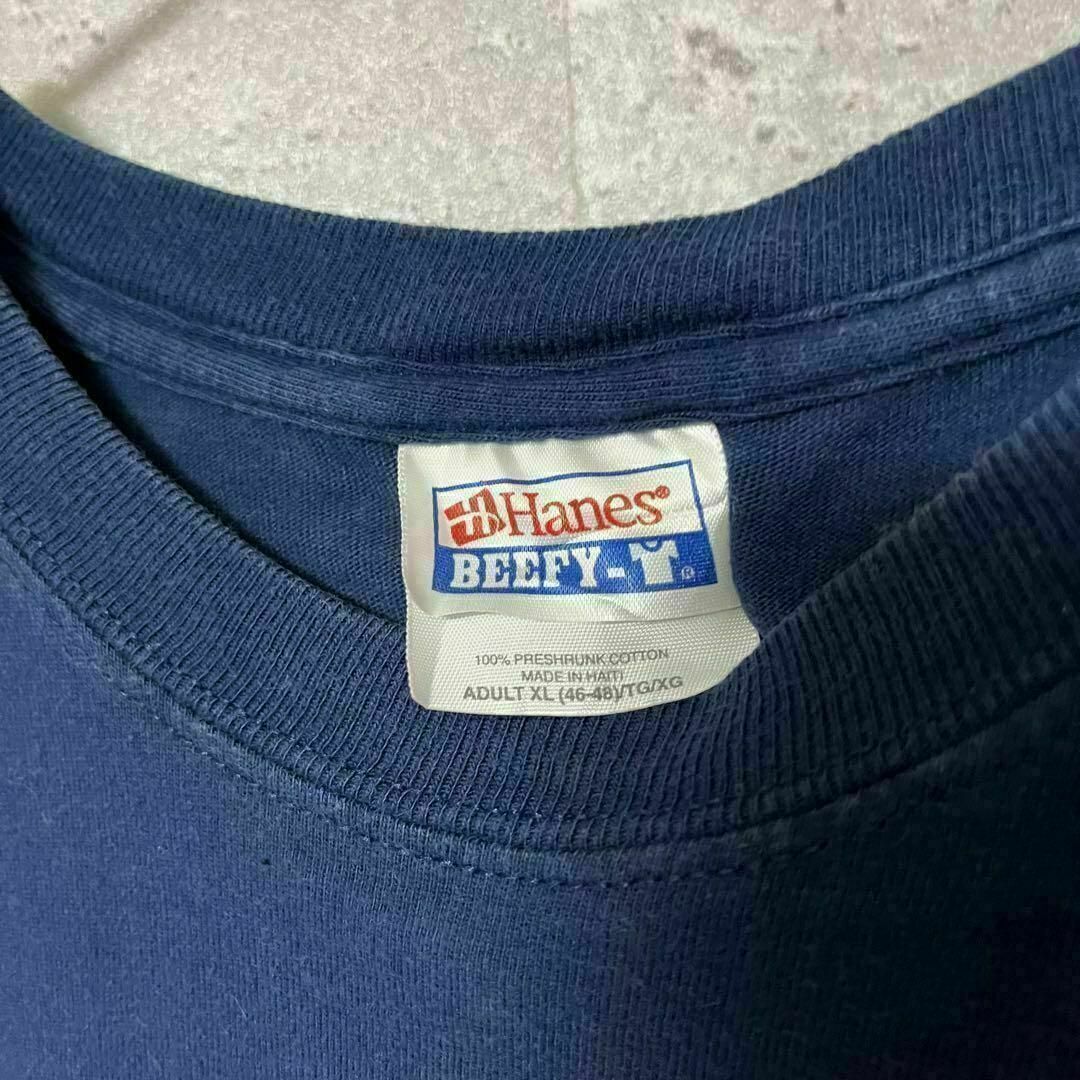 Hanes®
BEEFY-T®
100% PRESHRUNK COTTON
MADE IN HAITI
ADULT XL (46-48)/TG/XG